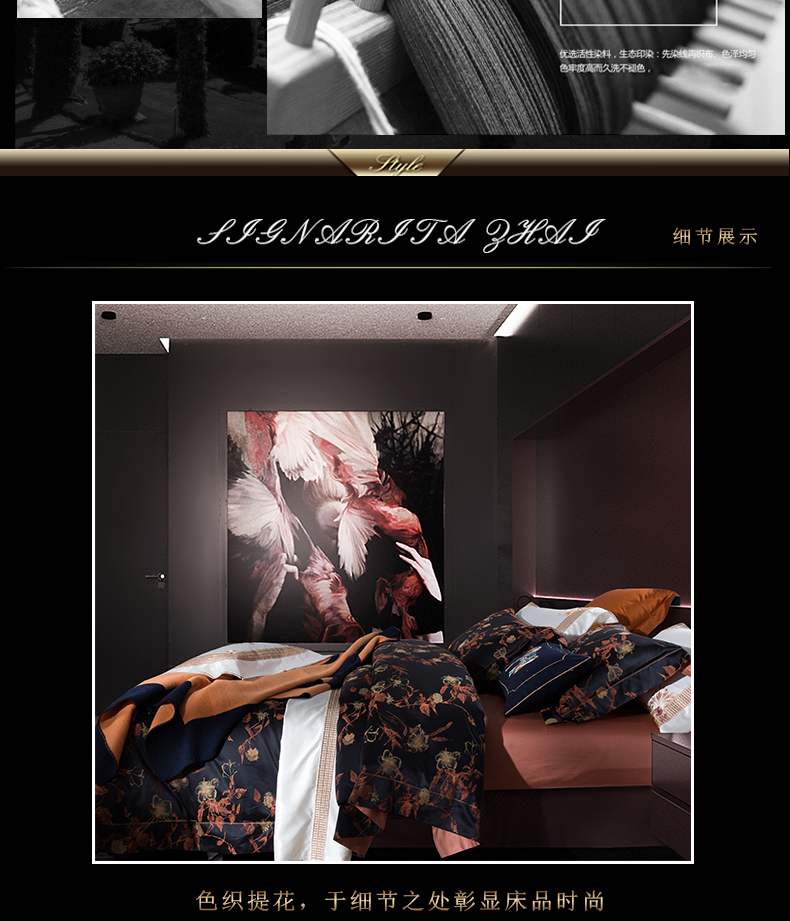 优选活性染料，生态印染：先染线再织布、色泽均匀
色牢度高而久洗不褪色，
Style
SIGNARITA ZHAI
细节展示
色织提花，于细节之处彰显床品时尚